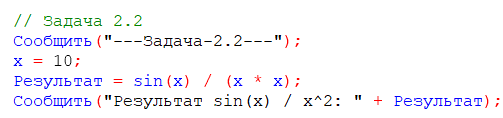 // Задача 2.2
Сообщить("---Задача-2.2---");
x = 10;
Результат = sin(x) / (x * x);
Сообщить("Результат sin(x) / x^2: " + Результат);